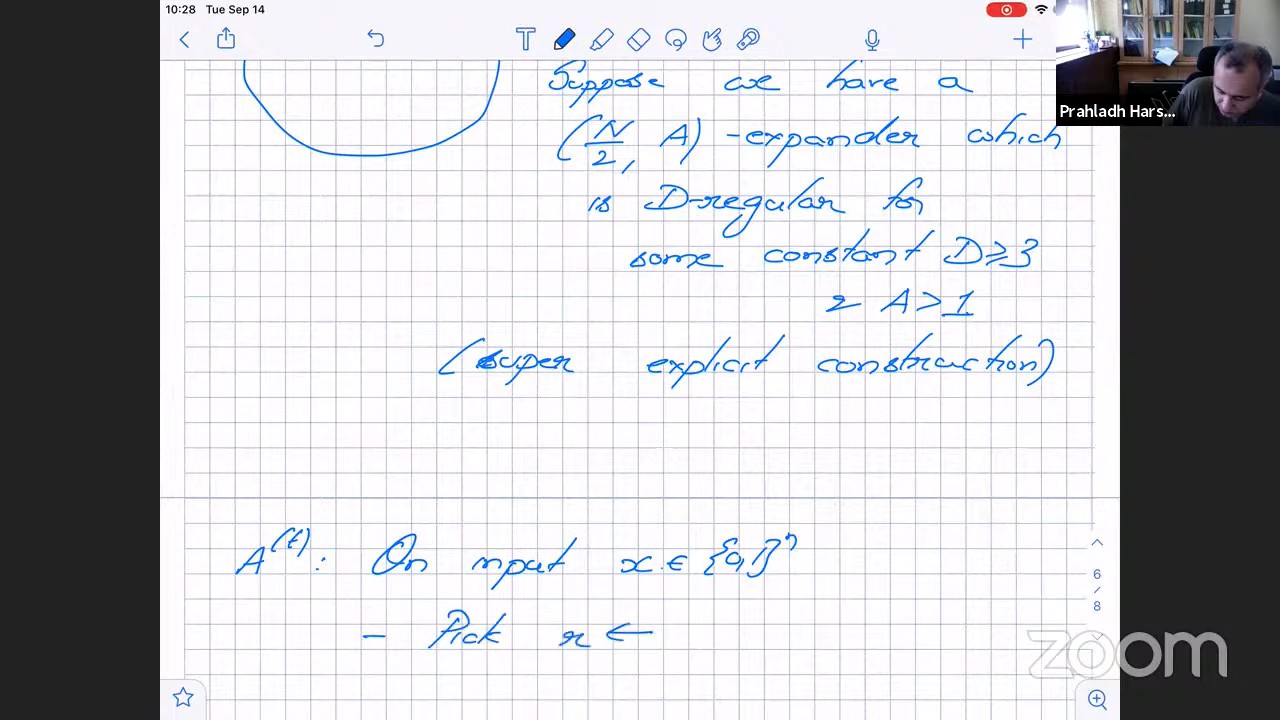 10:28 Tue Sep 14
Prahladh Hars...
Suppose we have a
(N/2, A) -expander which
is D-regular for
some constant D≥3
& A>1
(super explicit construction)
A^(t): On input x ∈ {0,1}^n
- Pick r ←
6
/
8
zoom